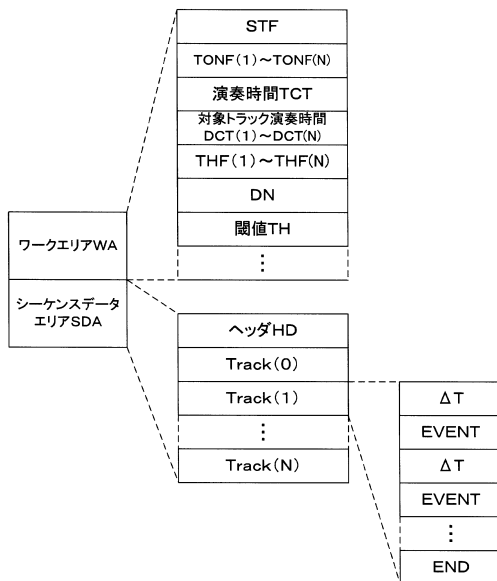 STF
TONF(1)～TONF(N)
演奏時間TCT
対象トラック演奏時間
DCT(1)～DCT(N)
THF(1)～THF(N)
DN
閾値TH
⋮
ワークエリアWA
シーケンスデータ
エリアSDA
ヘッダHD
Track(0)
Track(1)
⋮
Track(N)
ΔT
EVENT
ΔT
EVENT
⋮
END